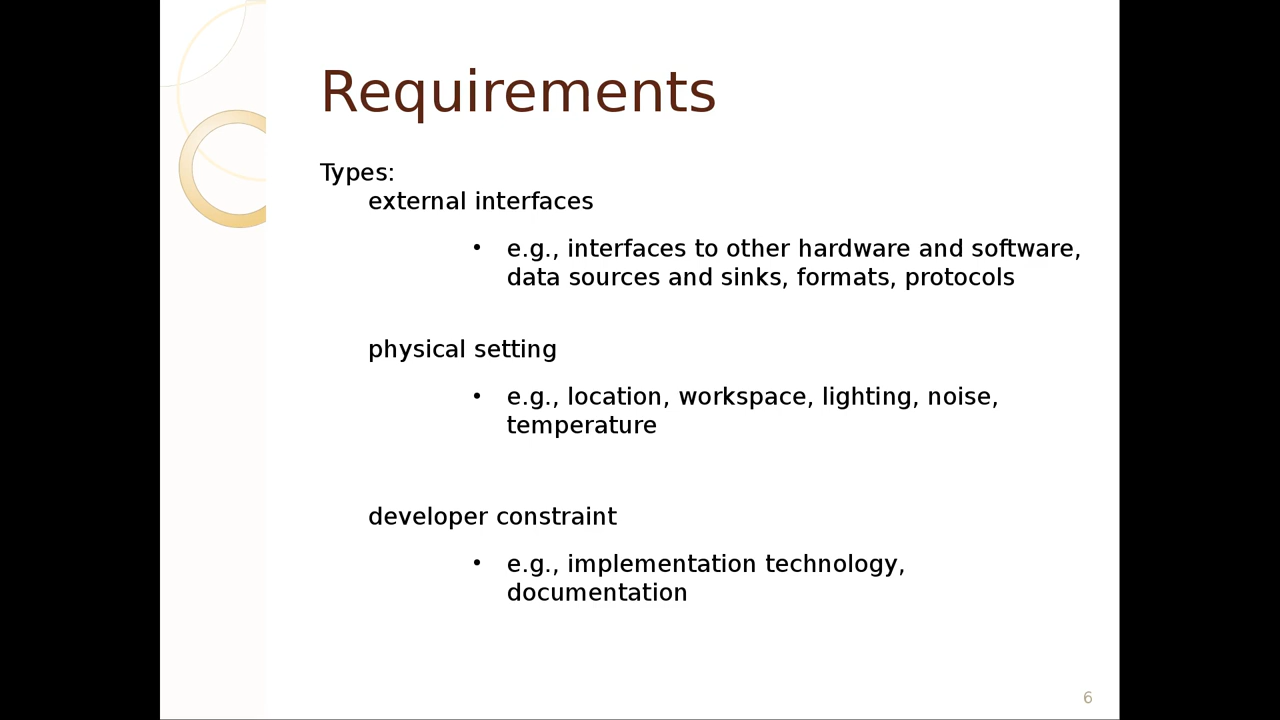 Requirements
Types:
external interfaces
• e.g., interfaces to other hardware and software,
data sources and sinks, formats, protocols
physical setting
• e.g., location, workspace, lighting, noise,
temperature
developer constraint
• e.g., implementation technology,
documentation
6